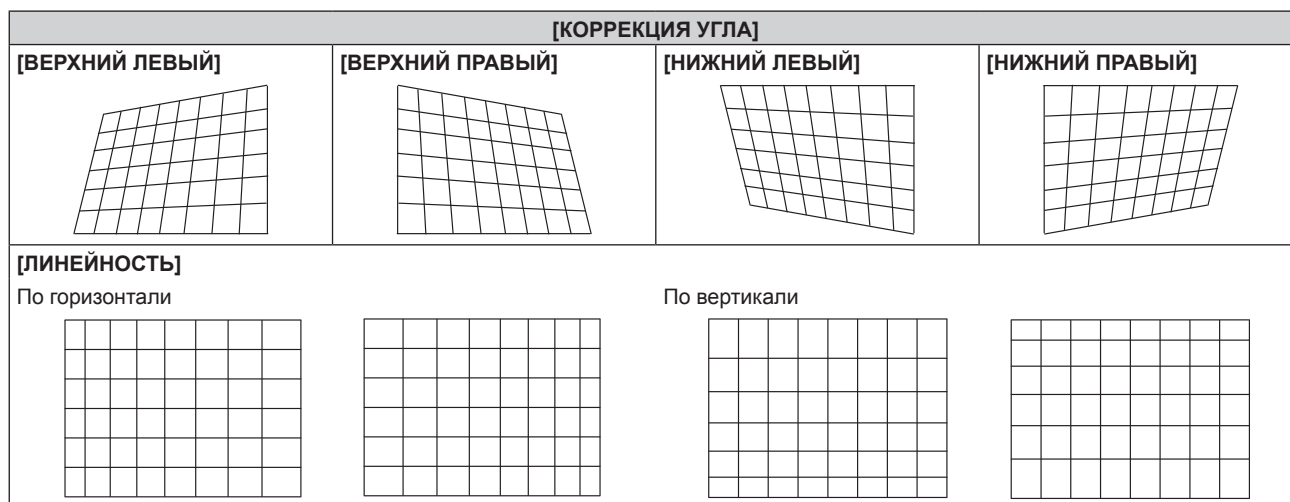 [КОРРЕКЦИЯ УГЛА]
[ВЕРХНИЙ ЛЕВЫЙ]
[ВЕРХНИЙ ПРАВЫЙ]
[НИЖНИЙ ЛЕВЫЙ]
[НИЖНИЙ ПРАВЫЙ]
[ЛИНЕЙНОСТЬ]
По горизонтали
По вертикали